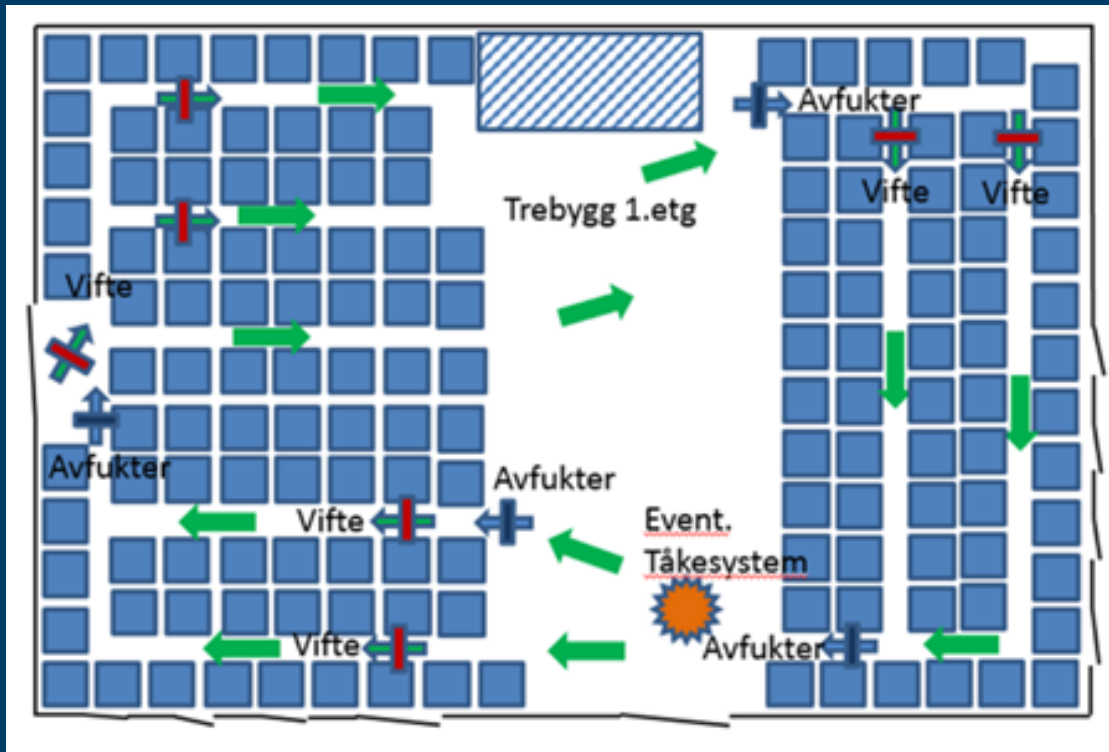 Avfukter
Vifte
Vifte
Trebygg 1.etg
Vifte
Avfukter
Avfukter
Vifte
Event.
Tåkesystem
Vifte
Avfukter